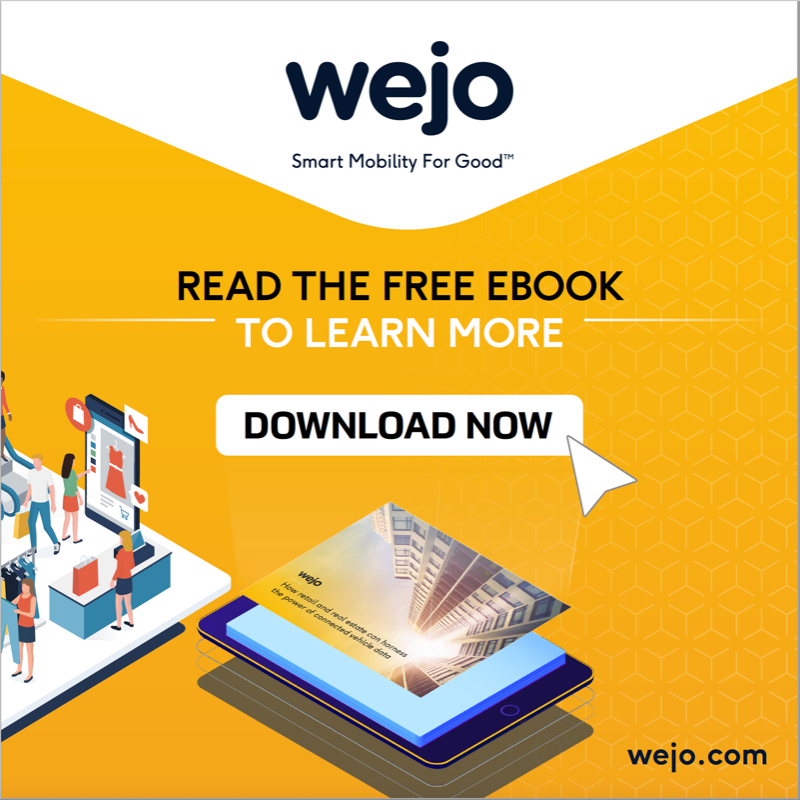 wejo
Smart Mobility For Good™
READ THE FREE EBOOK
TO LEARN MORE
DOWNLOAD NOW
wejo
How retail and real estate can harness
the power of connected vehicle data
wejo.com